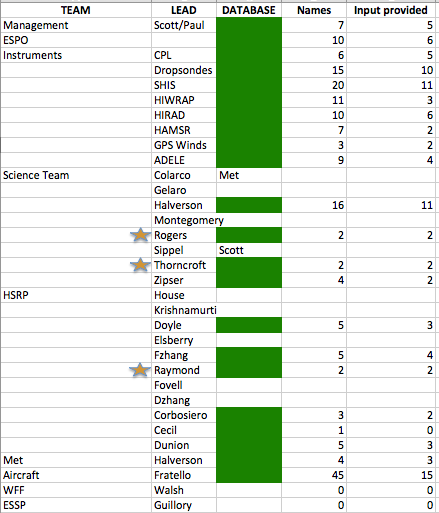 TEAM LEAD DATABASE Names Input provided
Management Scott/Paul 7 5
ESPO 10 6
Instruments CPL 6 5
Dropsondes 15 10
SHIS 20 11
HIWRAP 11 3
HIRAD 10 6
HAMSR 7 2
GPS Winds 3 2
ADELE 9 4
Science Team Colarco Met
Gelaro
Halverson 16 11
Montegomery
Rogers 2 2
Sippel Scott
Thorncroft 2 2
Zipser 4 2
HSRP House
Krishnamurti
Doyle 5 3
Elsberry
Fzhang 5 4
Raymond 2 2
Fovell
Dzhang
Corbosiero 3 2
Cecil 1 0
Dunion 5 3
Met Halverson 4 3
Aircraft Fratello 45 15
WFF Walsh 0 0
ESSP Guillory 0 0